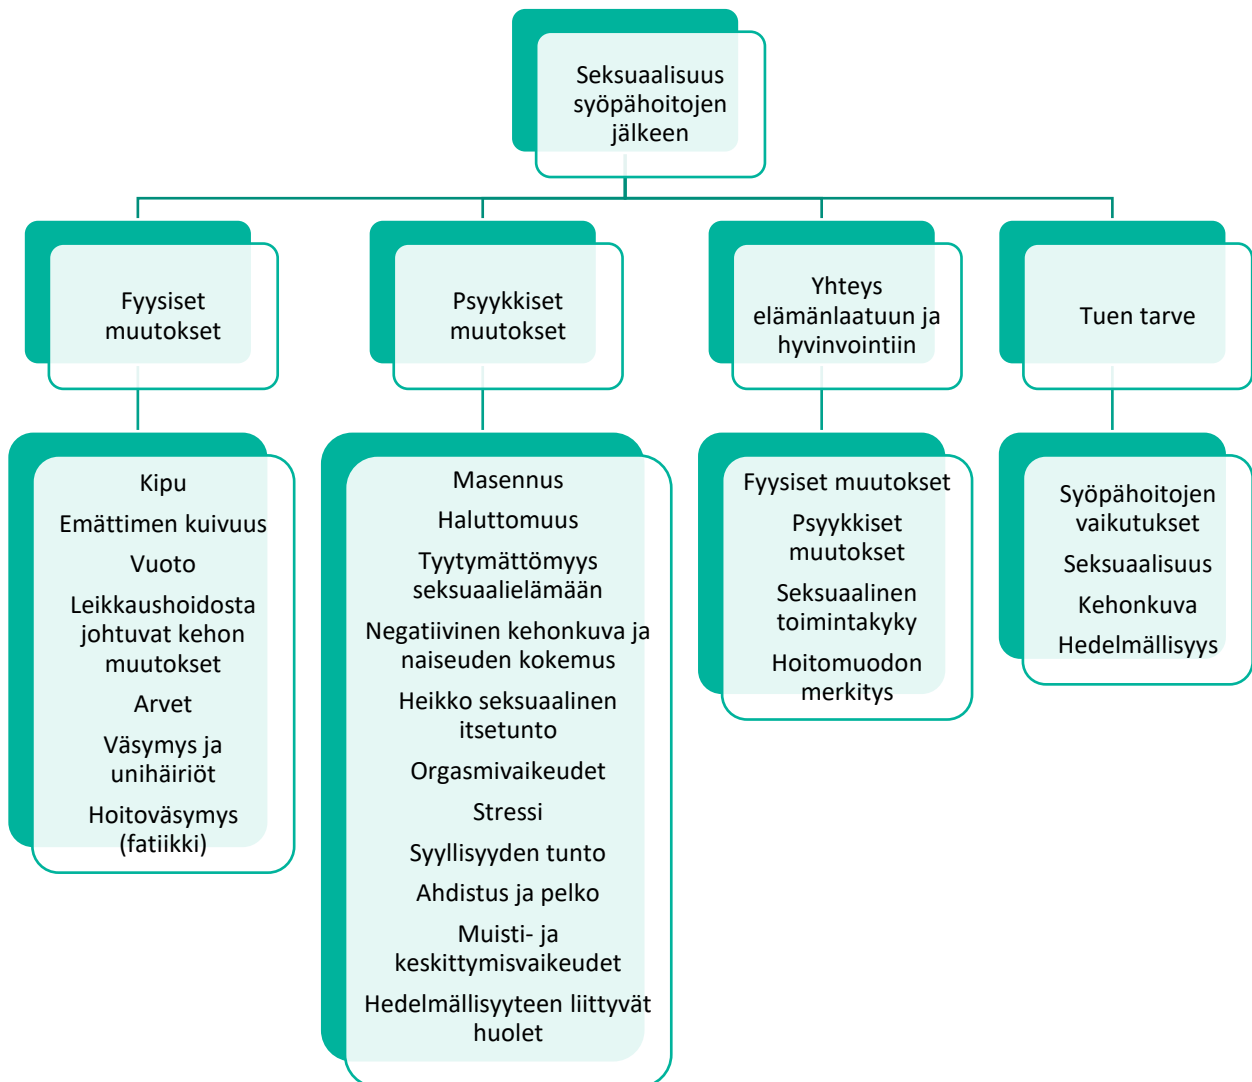 Seksuaalisuus
syöpähoitojen
jälkeen
Fyysiset
muutokset
Psyykkiset
muutokset
Yhteys
elämänlaatuun ja
hyvinvointiin
Tuen tarve
Kipu
Emättimen kuivuus
Vuoto
Leikkaushoidosta
johtuvat kehon
muutokset
Arvet
Väsymys ja
unihäiriöt
Hoitoväsymys
(fatiikki)
Masennus
Haluttomuus
Tyytymättömyys
seksuaalielämään
Negatiivinen kehonkuva ja
naiseuden kokemus
Heikko seksuaalinen
itsetunto
Orgasmivaikeudet
Stressi
Syyllisyyden tunto
Ahdistus ja pelko
Muisti- ja
keskittymisvaikeudet
Hedelmällisyyteen liittyvät
huolet
Fyysiset muutokset
Psyykkiset
muutokset
Seksuaalinen
toimintakyky
Hoitomuodon
merkitys
Syöpähoitojen
vaikutukset
Seksuaalisuus
Kehonkuva
Hedelmällisyys